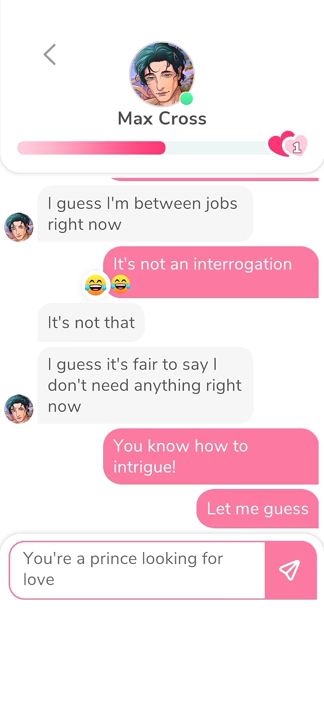 Max Cross
1
I guess I'm between jobs
right now
It's not an interrogation
😂😂
It's not that
I guess it's fair to say I
don't need anything right
now
You know how to
intrigue!
Let me guess
You're a prince looking for
love